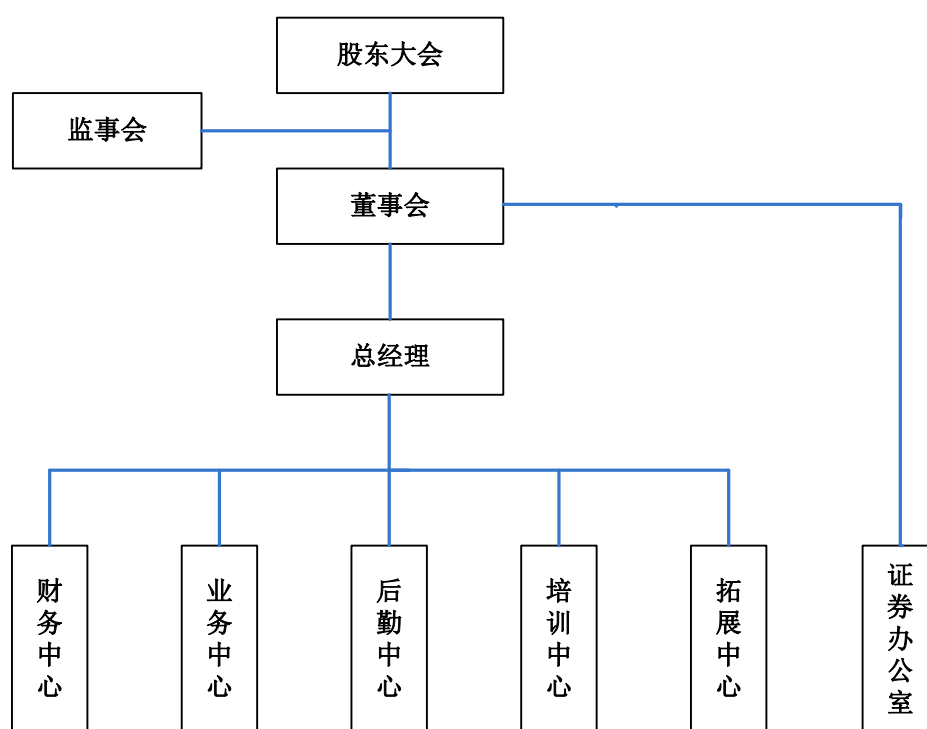 股东大会
监事会
董事会
总经理
财务中心
业务中心
后勤中心
培训中心
拓展中心
证券办公室